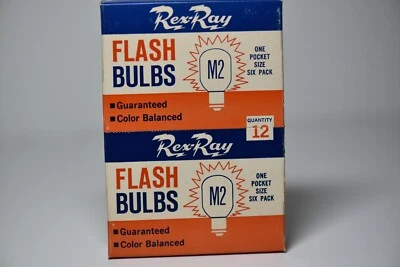 Rex-Ray
FLASH
BULBS
M2
ONE
POCKET
SIZE
SIX PACK
Guaranteed
Color Balanced
QUANTITY
12
Rex-Ray
FLASH
BULBS
M2
ONE
POCKET
SIZE
SIX PACK
Guaranteed
Color Balanced